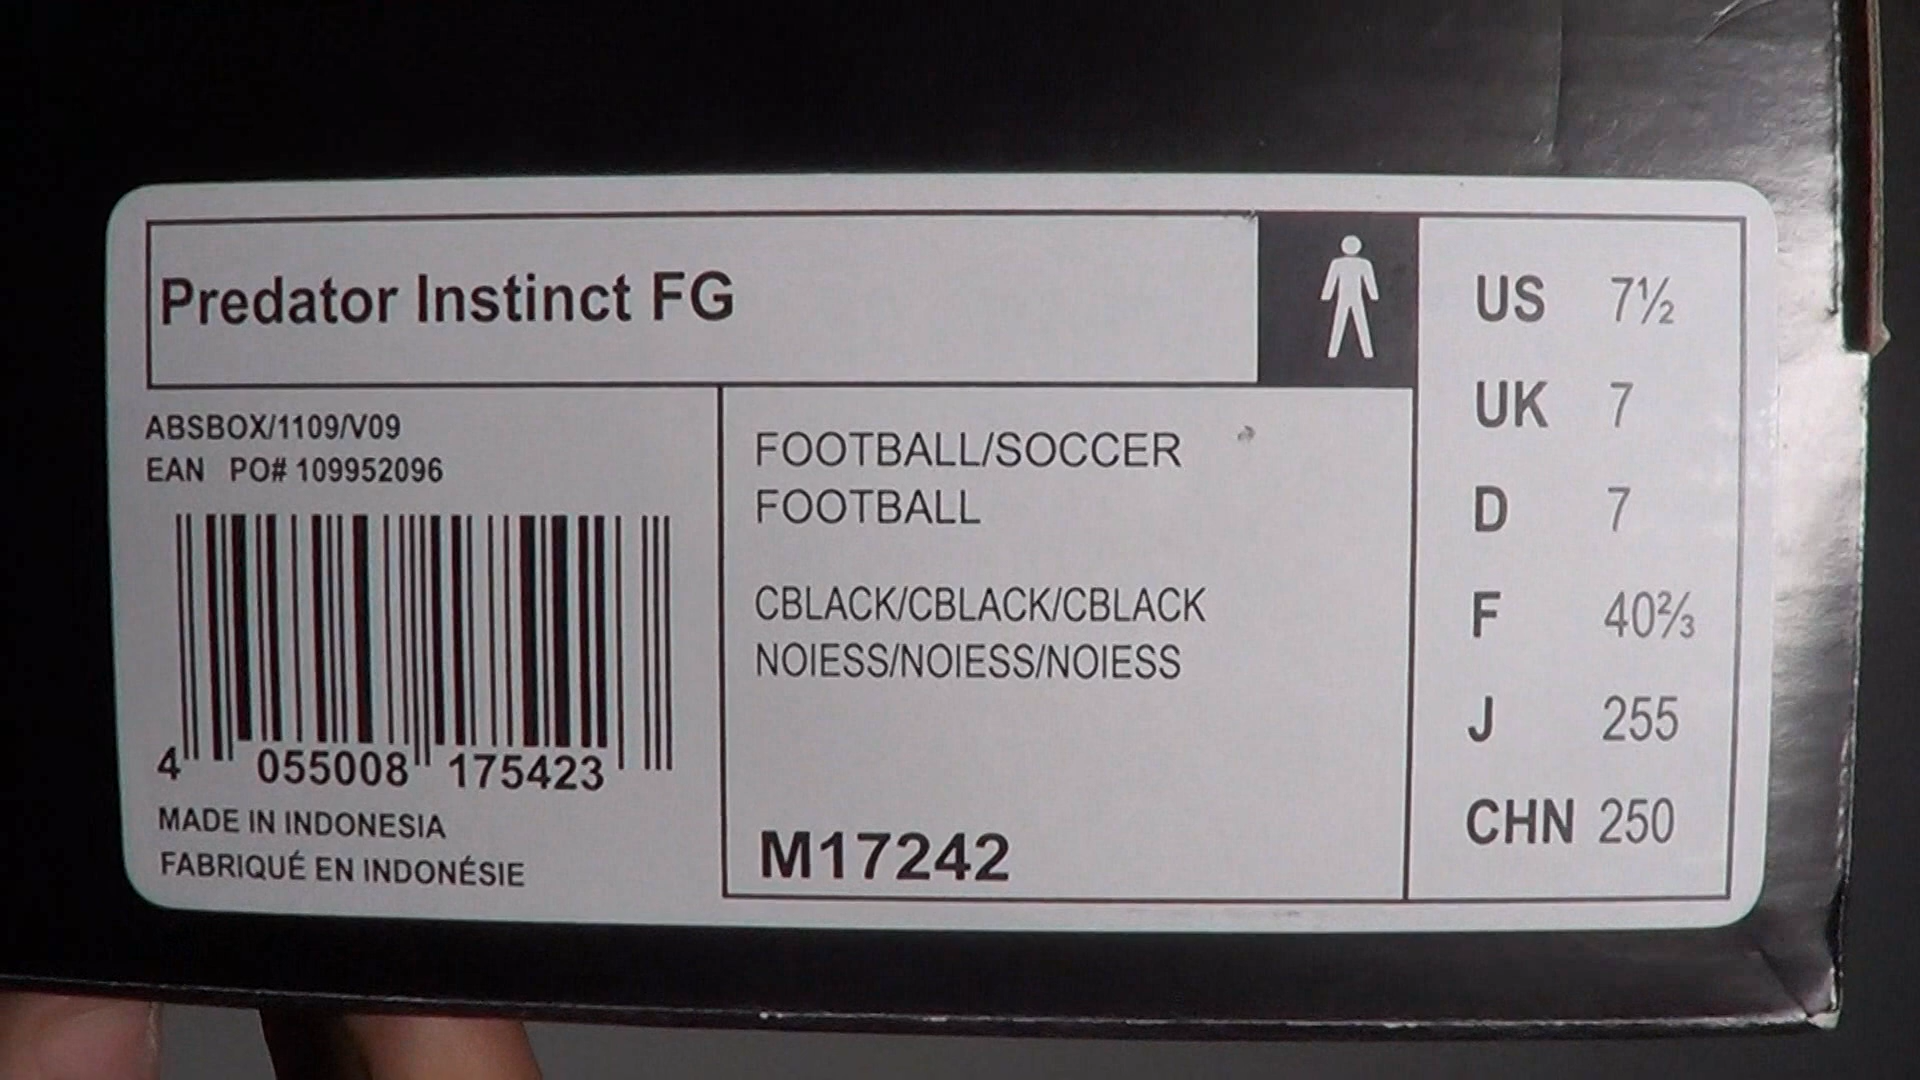 Predator Instinct FG
ABSBOX/1109/V09
EAN PO# 109952096
4 055008 175423
MADE IN INDONESIA
FABRIQUÉ EN INDONÉSIE
FOOTBALL/SOCCER
FOOTBALL
CBLACK/CBLACK/CBLACK
NOIESS/NOIESS/NOIESS
M17242
US 7½
UK 7
D 7
F 40⅔
J 255
CHN 250